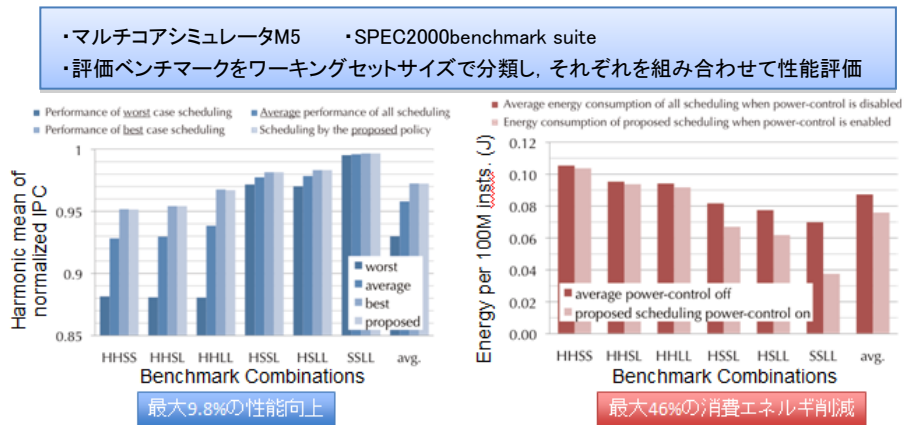 ・マルチコアシミュレータM5　　・SPEC2000benchmark suite
・評価ベンチマークをワーキングセットサイズで分類し，それぞれを組み合わせて性能評価
Performance of worst case scheduling
Average performance of all scheduling
Performance of best case scheduling
Scheduling by the proposed policy
Harmonic mean of
normalized IPC
1
0.95
0.9
0.85
worst
average
best
proposed
HHSS HHSL HHLL HSSL HSLL SSLL avg.
Benchmark Combinations
最大9.8%の性能向上
Average energy consumption of all scheduling when power-control is disabled
Energy consumption of proposed scheduling when power-control is enabled
Energy per 100M insts. (J)
0.12
0.10
0.08
0.06
0.04
0.02
0.00
average power-control off
proposed scheduling power-control on
HHSS HHSL HHLL HSSL HSLL SSLL avg.
Benchmark Combinations
最大46%の消費エネルギ削減